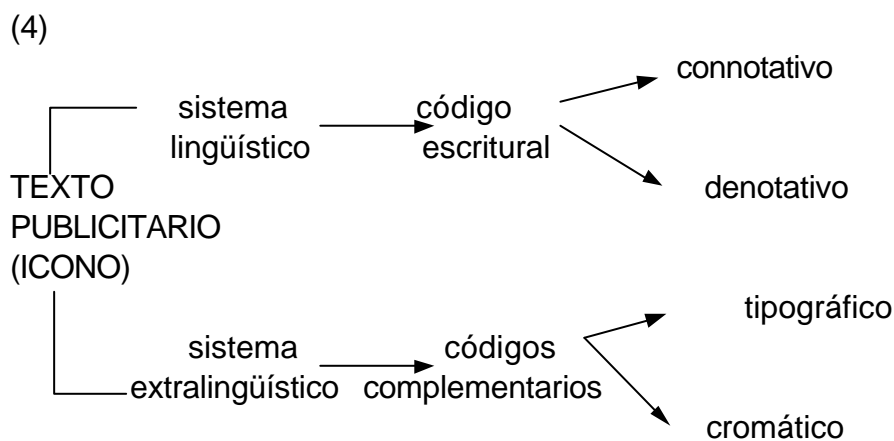 (4)
connotativo
sistema
lingüístico
código
escritural
denotativo
TEXTO
PUBLICITARIO
(ICONO)
tipográfico
sistema
extralingüístico
códigos
complementarios
cromático